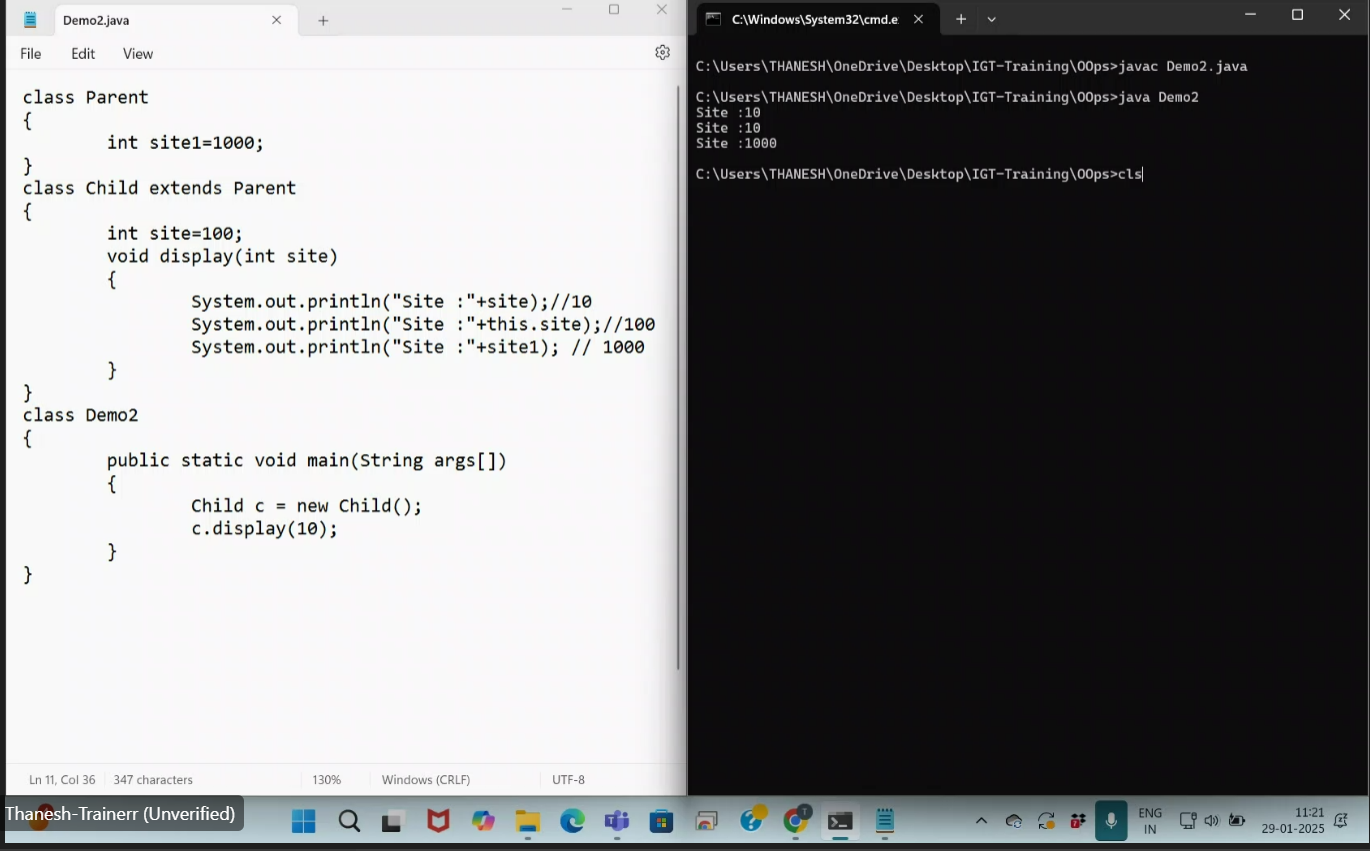 Demo2.java
File Edit View
class Parent
{
int site1=1000;
}
class Child extends Parent
{
int site=100;
void display(int site)
{
System.out.println("Site :"+site);//10
System.out.println("Site :"+this.site);//100
System.out.println("Site :"+site1); // 1000
}
}
class Demo2
{
public static void main(String args[])
{
Child c = new Child();
c.display(10);
}
}
Ln 11, Col 36 347 characters 130% Windows (CRLF) UTF-8
C:\Windows\System32\cmd.e
C:\Users\THANESH\OneDrive\Desktop\IGT-Training\OOps>javac Demo2.java
C:\Users\THANESH\OneDrive\Desktop\IGT-Training\OOps>java Demo2
Site :10
Site :10
Site :1000
C:\Users\THANESH\OneDrive\Desktop\IGT-Training\OOps>cls
Thanesh-Trainerr (Unverified)
T
ENG
IN
11:21
29-01-2025